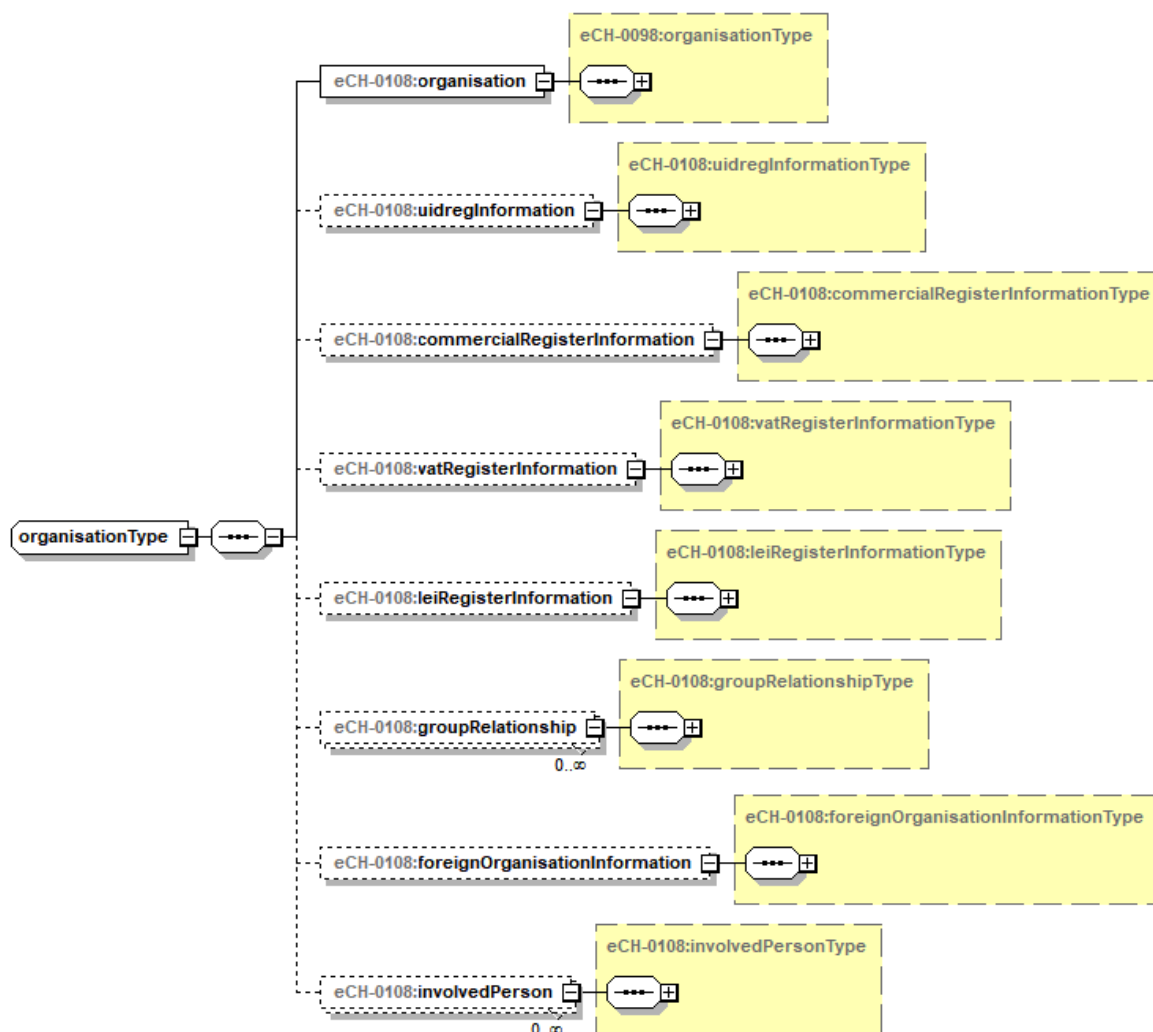 eCH-0098:organisationType
eCH-0108:organisation
eCH-0108:uidregInformationType
eCH-0108:uidregInformation
eCH-0108:commercialRegisterInformationType
eCH-0108:commercialRegisterInformation
eCH-0108:vatRegisterInformationType
eCH-0108:vatRegisterInformation
organisationType
eCH-0108:leiRegisterInformationType
eCH-0108:leiRegisterInformation
eCH-0108:groupRelationshipType
eCH-0108:groupRelationship
0..∞
eCH-0108:foreignOrganisationInformationType
eCH-0108:foreignOrganisationInformation
eCH-0108:involvedPersonType
eCH-0108:involvedPerson
0..∞